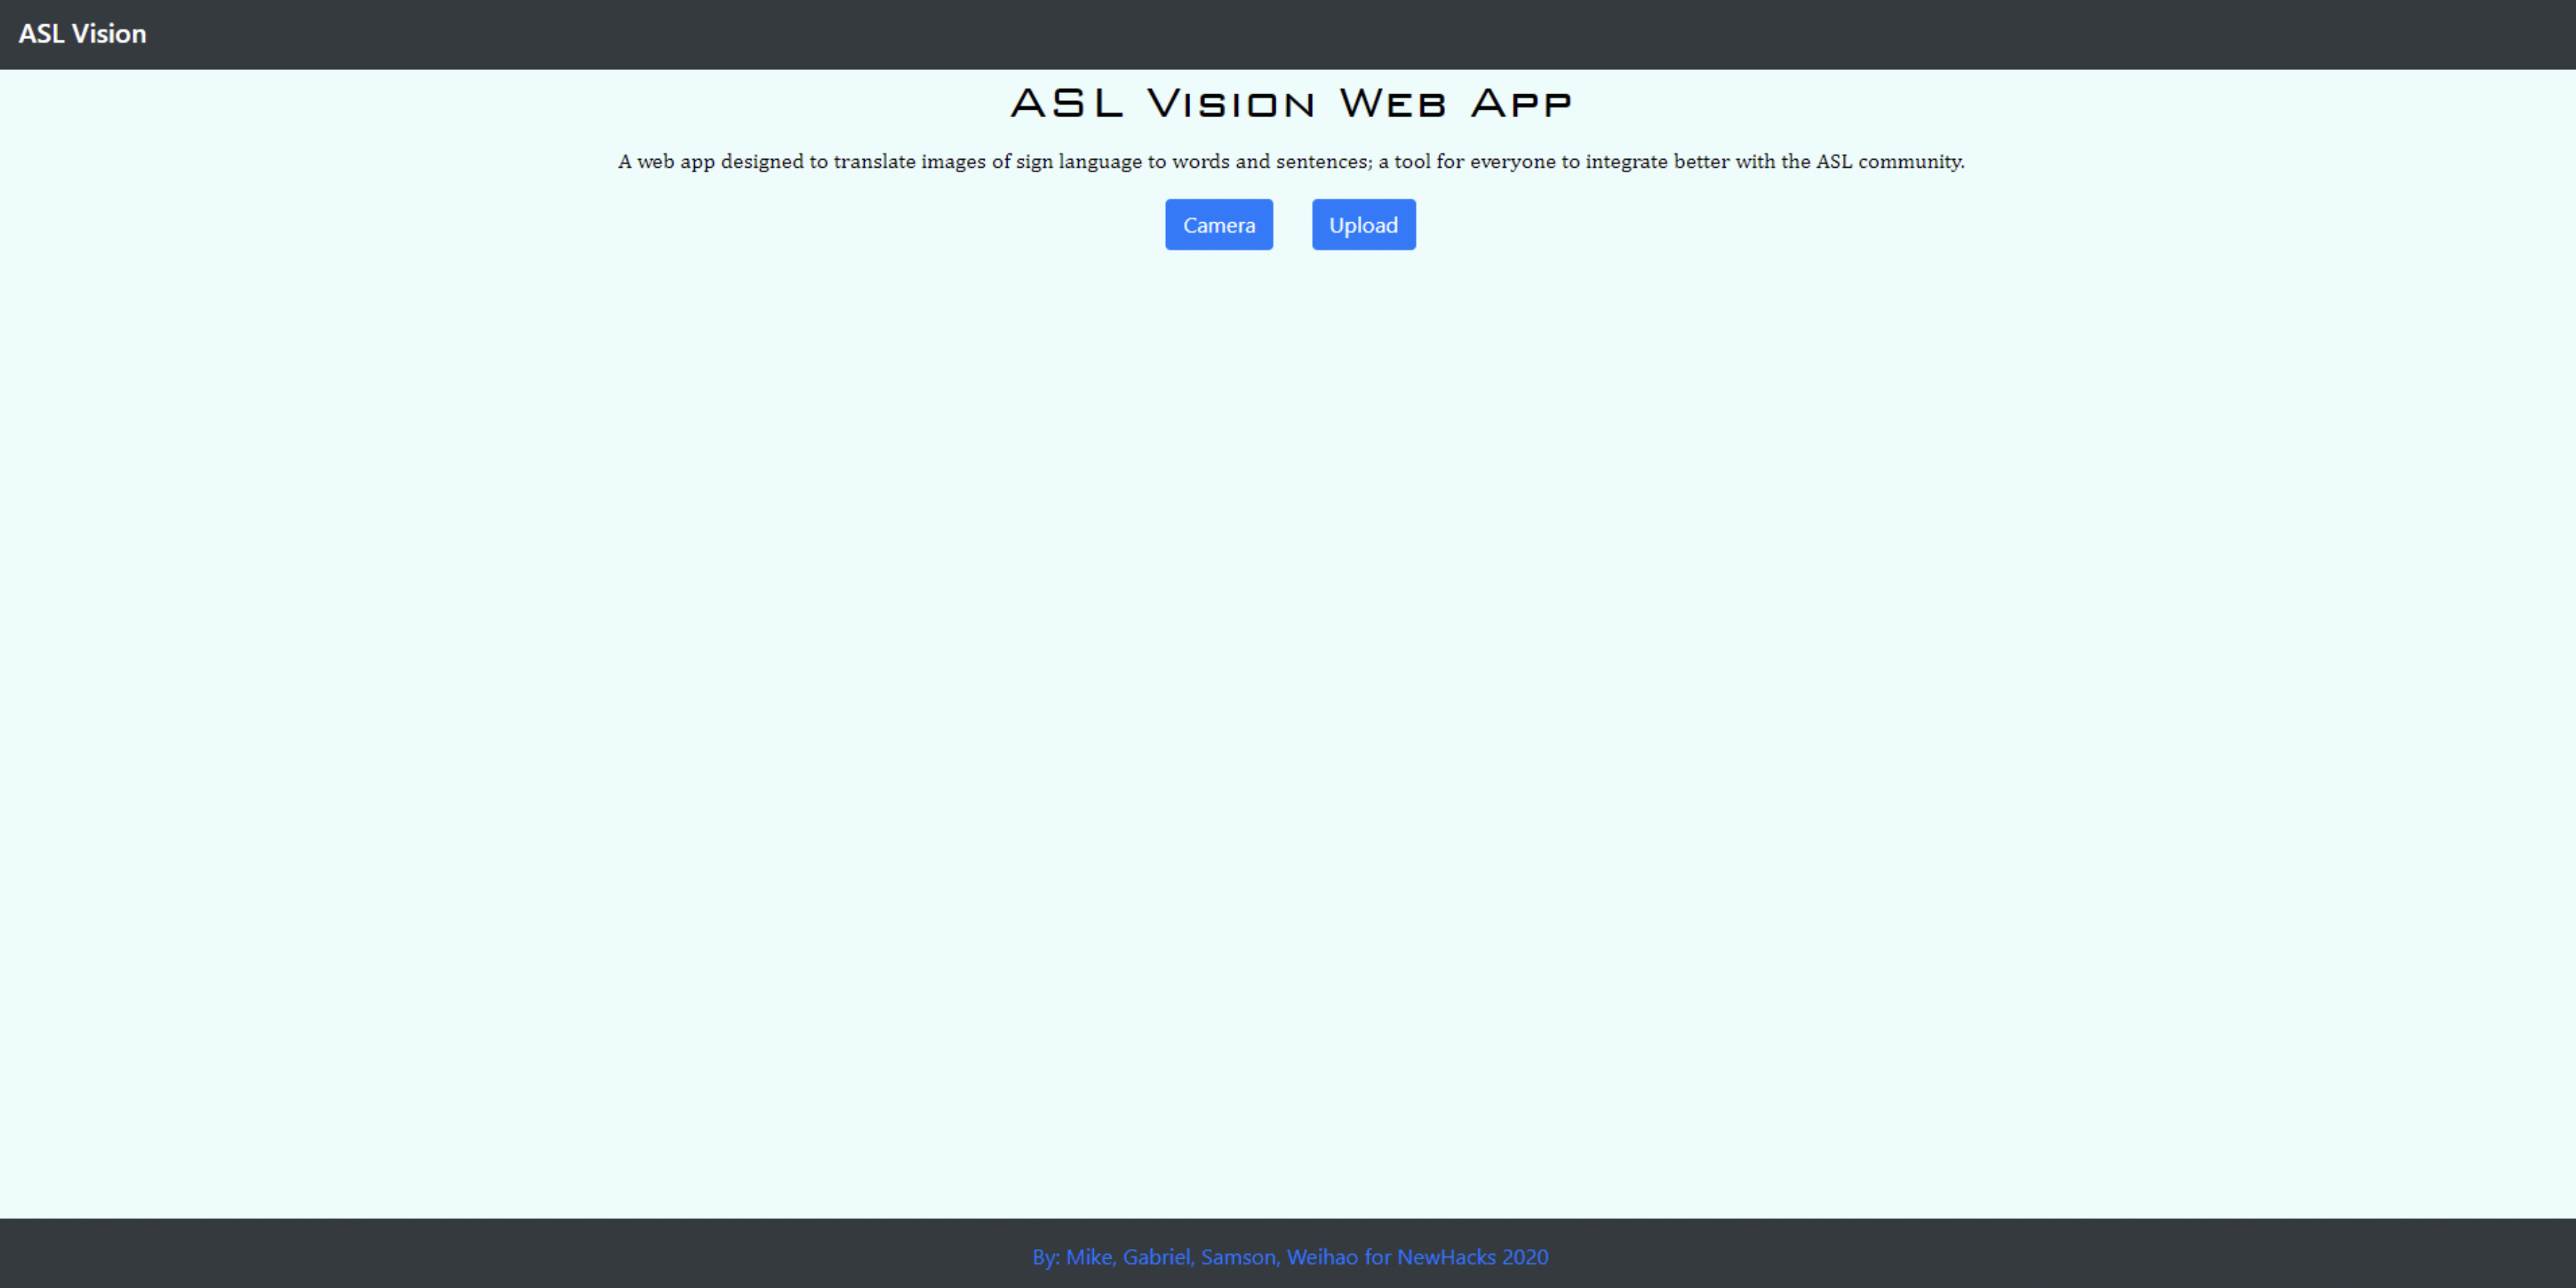 ASL Vision
ASL Vision Web App
A web app designed to translate images of sign language to words and sentences; a tool for everyone to integrate better with the ASL community.
Camera
Upload
By: Mike, Gabriel, Samson, Weihao for NewHacks 2020